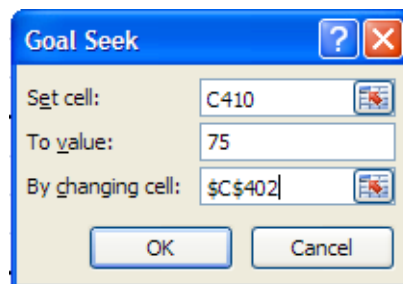 Goal Seek ?
Set cell: C410
To value: 75
By changing cell: $C$402
OK Cancel